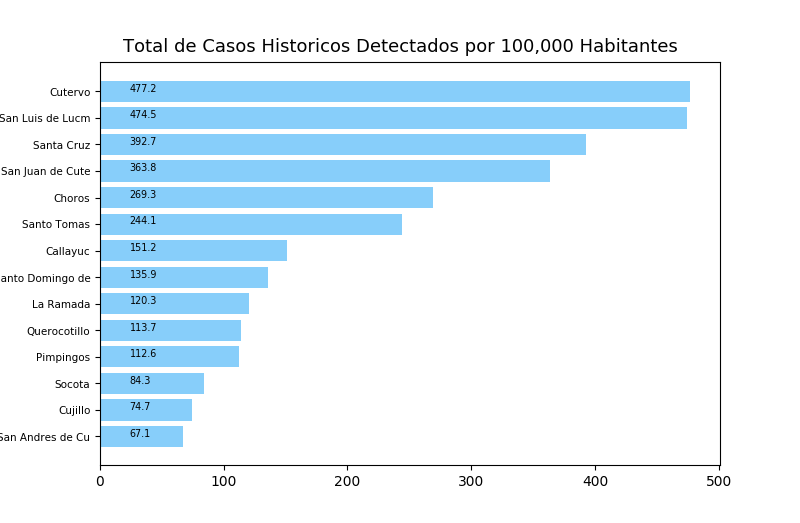 Total de Casos Historicos Detectados por 100,000 Habitantes
Cutervo 477.2
San Luis de Lucm 474.5
Santa Cruz 392.7
San Juan de Cute 363.8
Choros 269.3
Santo Tomas 244.1
Callayuc 151.2
anto Domingo de 135.9
La Ramada 120.3
Querocotillo 113.7
Pimpingos 112.6
Socota 84.3
Cujillo 74.7
San Andres de Cu 67.1
0 100 200 300 400 500